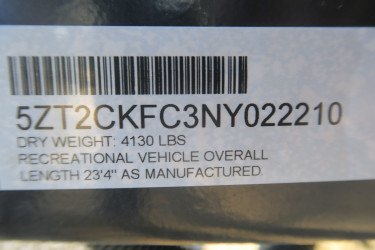 5ZT2CKFC3NY022210
DRY WEIGHT: 4130 LBS
RECREATIONAL VEHICLE OVERALL
LENGTH 23'4" AS MANUFACTURED.